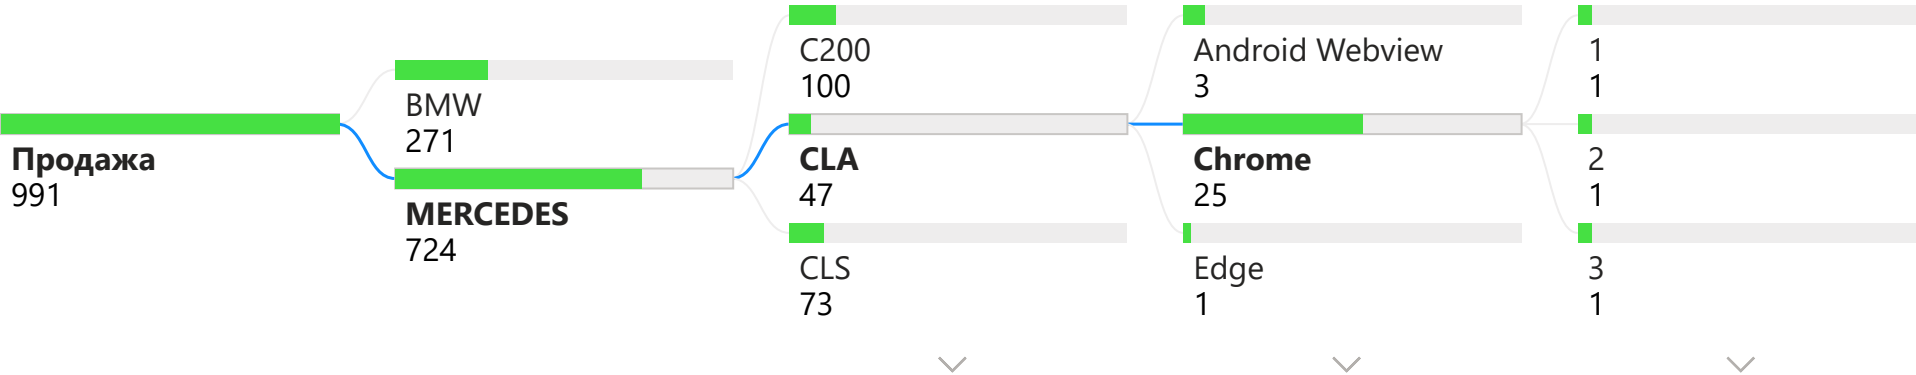 Продажа
991
BMW
271
MERCEDES
724
C200
100
CLA
47
CLS
73
Android Webview
3
Chrome
25
Edge
1
1
1
2
1
3
1